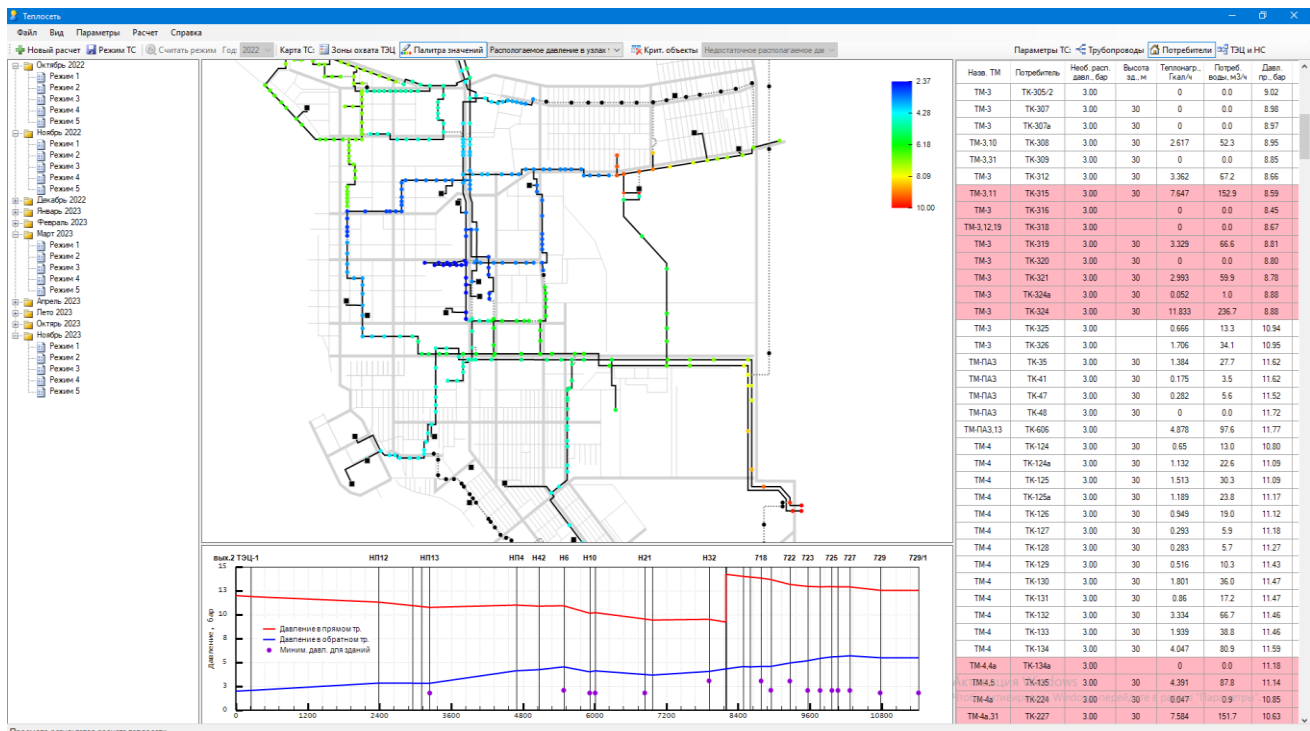 Теплосеть
Файл Вид Параметры Расчет Справка
Новый расчет Режим ТС Считать режим Год: 2022 Карта ТС: Зоны охвата ТЭЦ Палитра значений Распологаемое давление в узлах Крит. объекты Недостаточное располагаемое дав Параметры ТС: Трубопроводы Потребители ТЭЦ и НС
Октябрь 2022
Режим 1
Режим 2
Режим 3
Режим 4
Режим 5
Ноябрь 2022
Режим 1
Режим 2
Режим 3
Режим 4
Режим 5
Декабрь 2022
Январь 2023
Февраль 2023
Март 2023
Режим 1
Режим 2
Режим 3
Режим 4
Режим 5
Апрель 2023
Лето 2023
Октярь 2023
Ноябрь 2023
Режим 1
Режим 2
Режим 3
Режим 4
Режим 5
2.37
4.28
6.18
8.09
10.00
вых.2 ТЭЦ-1 НП12 НП13 НП4 Н42 Н6 Н10 Н21 Н32 718 722 723 725 727 729 729/1
Давление, бар
15
13
10
8
5
3
0
Давление в прямом тр.
Давление в обратном тр.
Миним. давл. для зданий
0 1200 2400 3600 4800 6000 7200 8400 9600 10800
Назв. ТМ Потребитель Необ.расп. давл., бар Высота зд., м Теплонагр., Гкал/ч Потреб. воды, м3/ч Давл. пр., бар
ТМ-3 ТК-305/2 3.00 0 0.0 9.02
ТМ-3 ТК-307 3.00 30 0 0.0 8.98
ТМ-3 ТК-307а 3.00 30 0 0.0 8.97
ТМ-3,10 ТК-308 3.00 30 2.617 52.3 8.95
ТМ-3,31 ТК-309 3.00 30 0 0.0 8.85
ТМ-3 ТК-312 3.00 30 3.362 67.2 8.66
ТМ-3,11 ТК-315 3.00 30 7.647 152.9 8.59
ТМ-3 ТК-316 3.00 0 0.0 8.45
ТМ-3,12,19 ТК-318 3.00 0 0.0 8.67
ТМ-3 ТК-319 3.00 30 3.329 66.6 8.81
ТМ-3 ТК-320 3.00 30 0 0.0 8.80
ТМ-3 ТК-321 3.00 30 2.993 59.9 8.78
ТМ-3 ТК-324а 3.00 30 0.052 1.0 8.88
ТМ-3 ТК-324 3.00 30 11.833 236.7 8.88
ТМ-3 ТК-325 3.00 0.666 13.3 10.94
ТМ-3 ТК-326 3.00 1.706 34.1 10.95
ТМ-ПАЗ ТК-35 3.00 30 1.384 27.7 11.62
ТМ-ПАЗ ТК-41 3.00 30 0.175 3.5 11.62
ТМ-ПАЗ ТК-47 3.00 30 0.282 5.6 11.52
ТМ-ПАЗ ТК-48 3.00 30 0 0.0 11.72
ТМ-ПАЗ,13 ТК-606 3.00 4.878 97.6 11.77
ТМ-4 ТК-124 3.00 30 0.65 13.0 10.80
ТМ-4 ТК-124а 3.00 30 1.132 22.6 11.09
ТМ-4 ТК-125 3.00 30 1.513 30.3 11.09
ТМ-4 ТК-125а 3.00 30 1.189 23.8 11.17
ТМ-4 ТК-126 3.00 30 0.949 19.0 11.12
ТМ-4 ТК-127 3.00 30 0.293 5.9 11.18
ТМ-4 ТК-128 3.00 30 0.283 5.7 11.27
ТМ-4 ТК-129 3.00 30 0.516 10.3 11.43
ТМ-4 ТК-130 3.00 30 1.801 36.0 11.47
ТМ-4 ТК-131 3.00 30 0.86 17.2 11.47
ТМ-4 ТК-132 3.00 30 3.334 66.7 11.46
ТМ-4 ТК-133 3.00 30 1.939 38.8 11.46
ТМ-4 ТК-134 3.00 30 4.047 80.9 11.59
ТМ-4,4а ТК-134а 3.00 0 0.0 11.18
ТМ-4,5 ТК-135 3.00 30 4.391 87.8 11.14
ТМ-4а ТК-224 3.00 30 0.047 0.9 10.85
ТМ-4а,31 ТК-227 3.00 30 7.584 151.7 10.63